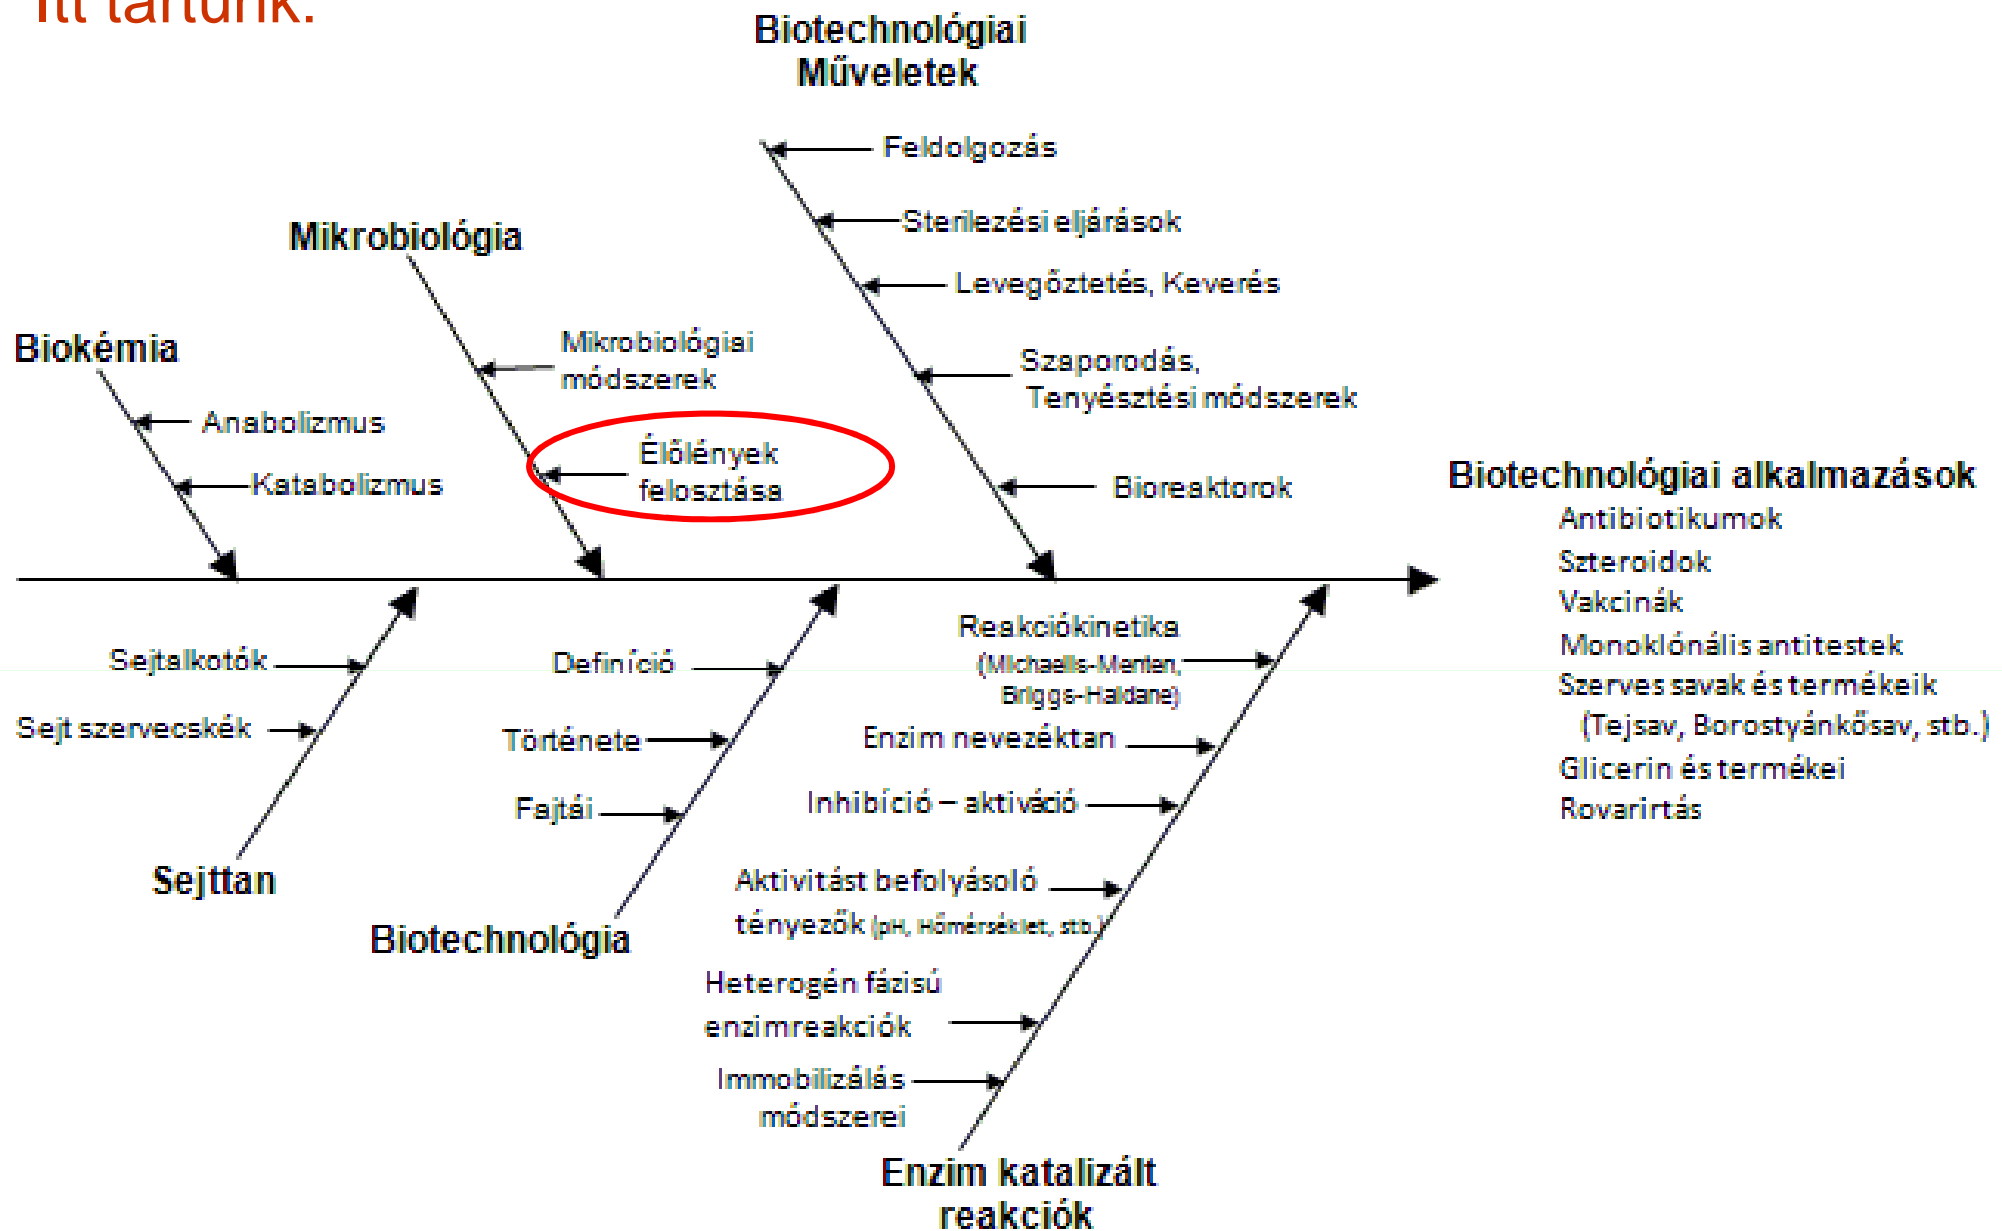 Itt tartunk:
Biotechnológiai
Műveletek
Feldolgozás
Sterilezési eljárások
Levegőztetés, Keverés
Szaporodás,
Tenyésztési módszerek
Bioreaktorok
Mikrobiológia
Mikrobiológiai
módszerek
Élőlények
felosztása
Biokémia
Anabolizmus
Katabolizmus
Biotechnológiai alkalmazások
Antibiotikumok
Szteroidok
Vakcinák
Monoklónális antitestek
Szerves savak és termékeik
(Tejsav, Borostyánkősav, stb.)
Glicerin és termékei
Rovarirtás
Sejtalkotók
Sejt szervecskék
Sejttan
Definíció
Története
Fajtái
Biotechnológia
Reakciókinetika
(Michaelis-Menten,
Briggs-Haldane)
Enzim nevezéktan
Inhibíció – aktiváció
Aktivitást befolyásoló
tényezők (pH, Hőmérséklet, stb.)
Heterogén fázisú
enzimreakciók
Immobilizálás
módszerei
Enzim katalizált
reakciók